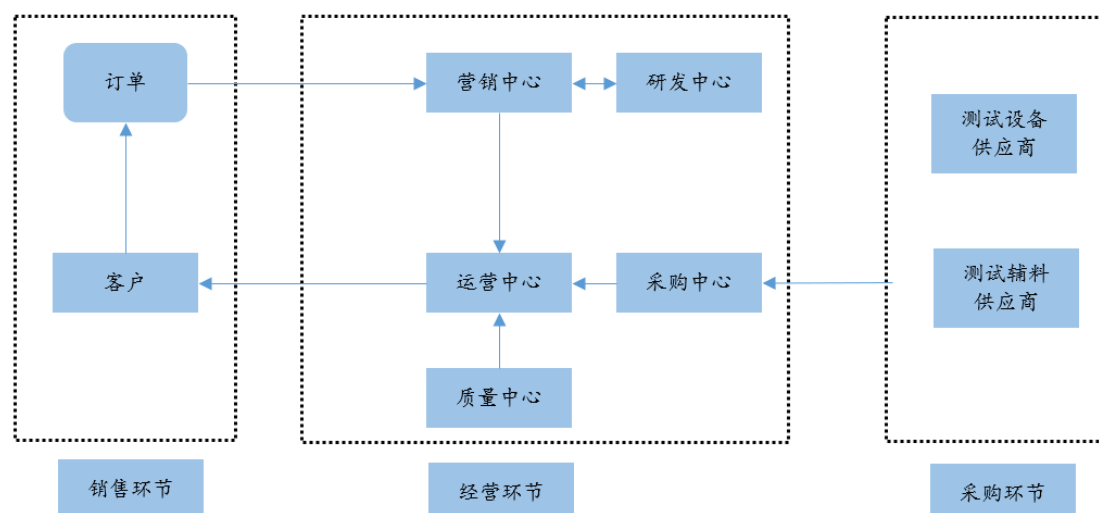 订单
营销中心
研发中心
测试设备
供应商
客户
运营中心
采购中心
测试辅料
供应商
质量中心
销售环节
经营环节
采购环节